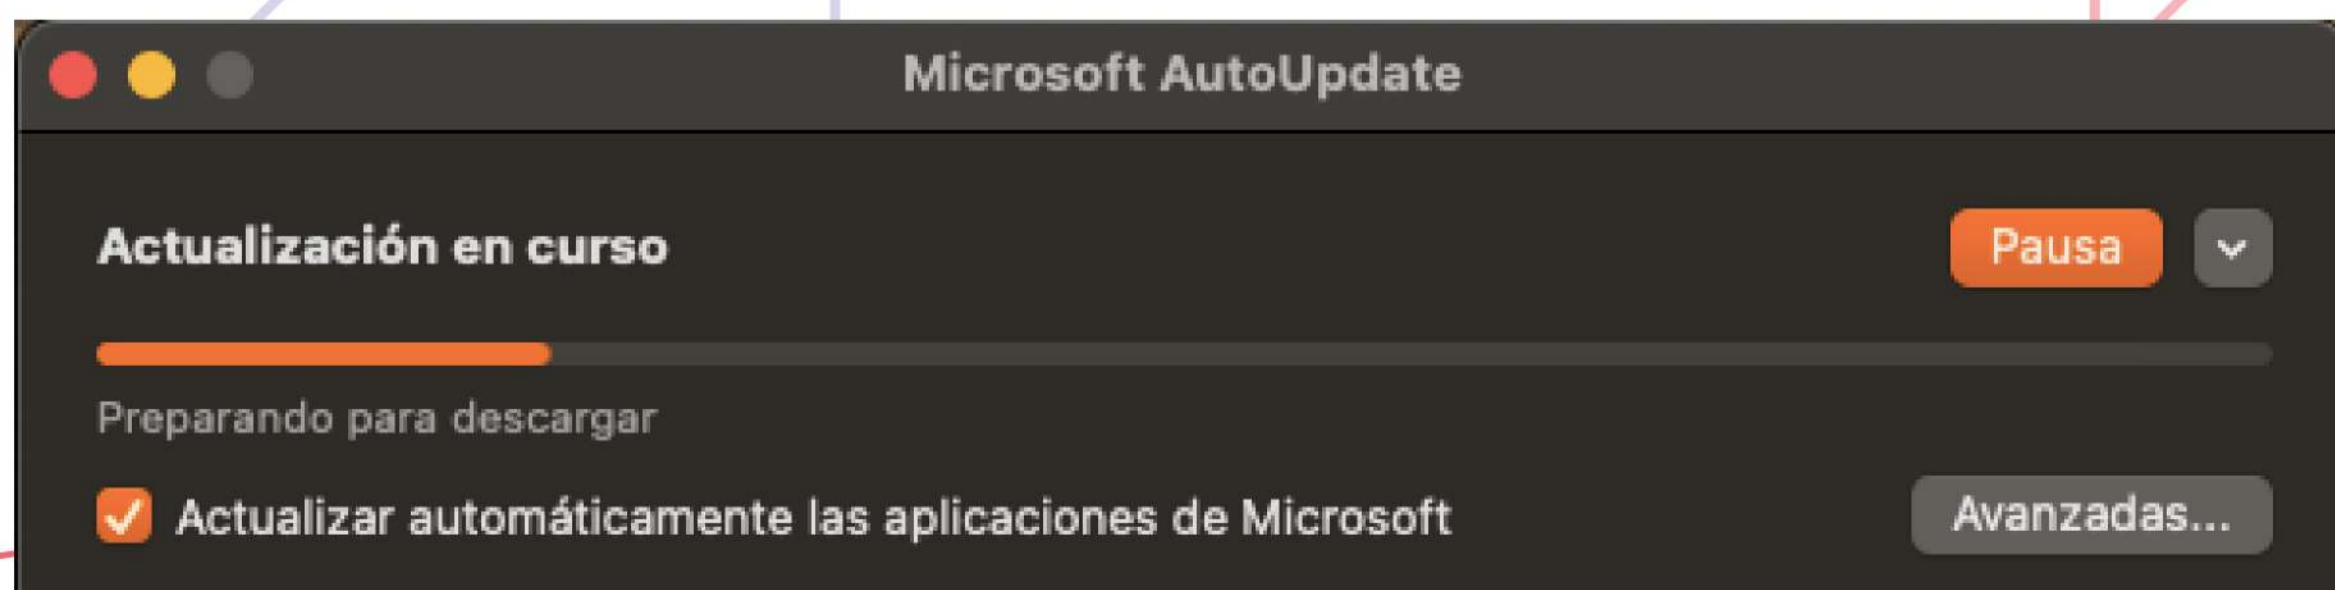 Microsoft AutoUpdate
Actualización en curso
Pausa
Preparando para descargar
Actualizar automáticamente las aplicaciones de Microsoft
Avanzadas...